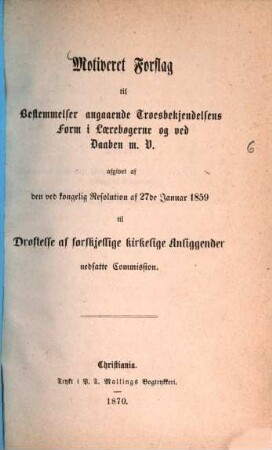 Motiveret Forslag
til
Bestemmelser angaaende Troesbekjendelsens
Form i Lærebøgerne og ved
Daaben m. V.
6
afgivet af
den ved kongelig Resolution af 27de Januar 1859
til
Drøftelse af forskjellige kirkelige Anliggender
nedsatte Commission.
Christiania.
Trykt i P. T. Mallings Bogtrykkeri.
1870.